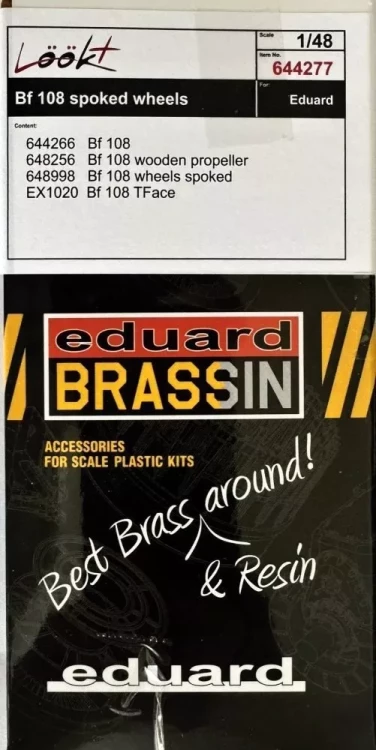 Löökt
Scale
1/48
Item No.
644277
Bf 108 spoked wheels
For:
Eduard
Content:
644266 Bf 108
648256 Bf 108 wooden propeller
648998 Bf 108 wheels spoked
EX1020 Bf 108 TFace
eduard
BRASSIN
ACCESSORIES
FOR SCALE PLASTIC KITS
Best Brass around!
& Resin
eduard